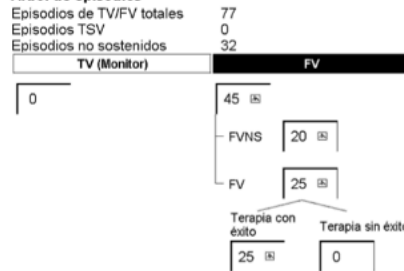 Episodios de TV/FV totales 77
Episodios TSV 0
Episodios no sostenidos 32
TV (Monitor) FV
0 45
FVNS 20
FV 25
Terapia con éxito Terapia sin éxito
25 0